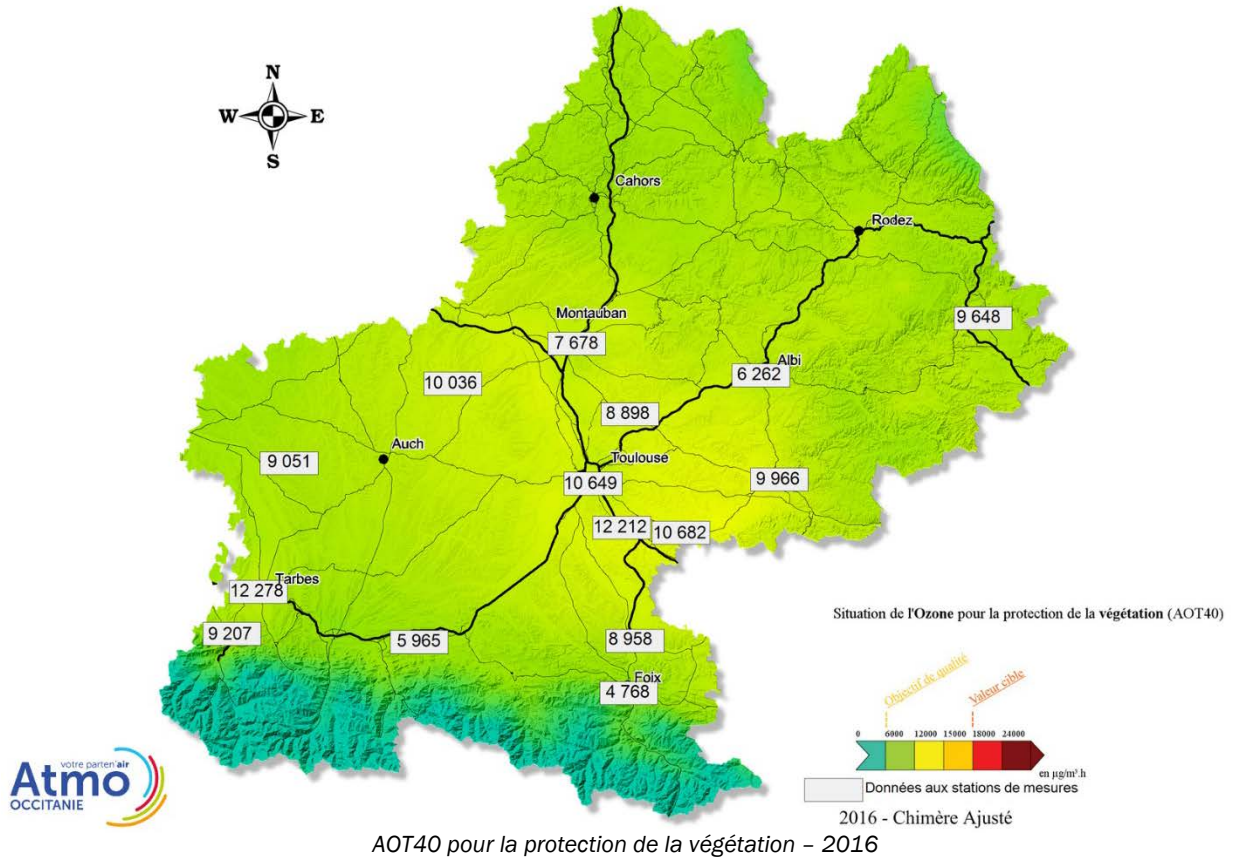 N
W E
S
Cahors
Rodez
Montauban
7 678
9 648
Albi
6 262
10 036
8 898
Auch
9 051
Toulouse
10 649
9 966
12 212
10 682
Tarbes
12 278
9 207
5 965
8 958
Foix
4 768
Situation de l'Ozone pour la protection de la végétation (AOT40)
Objectif de qualité
Valeur cible
0 6000 12000 15000 18000 24000
en µg/m³.h
Données aux stations de mesures
2016 - Chimère Ajusté
votre parten'air
Atmo
OCCITANIE
AOT40 pour la protection de la végétation – 2016